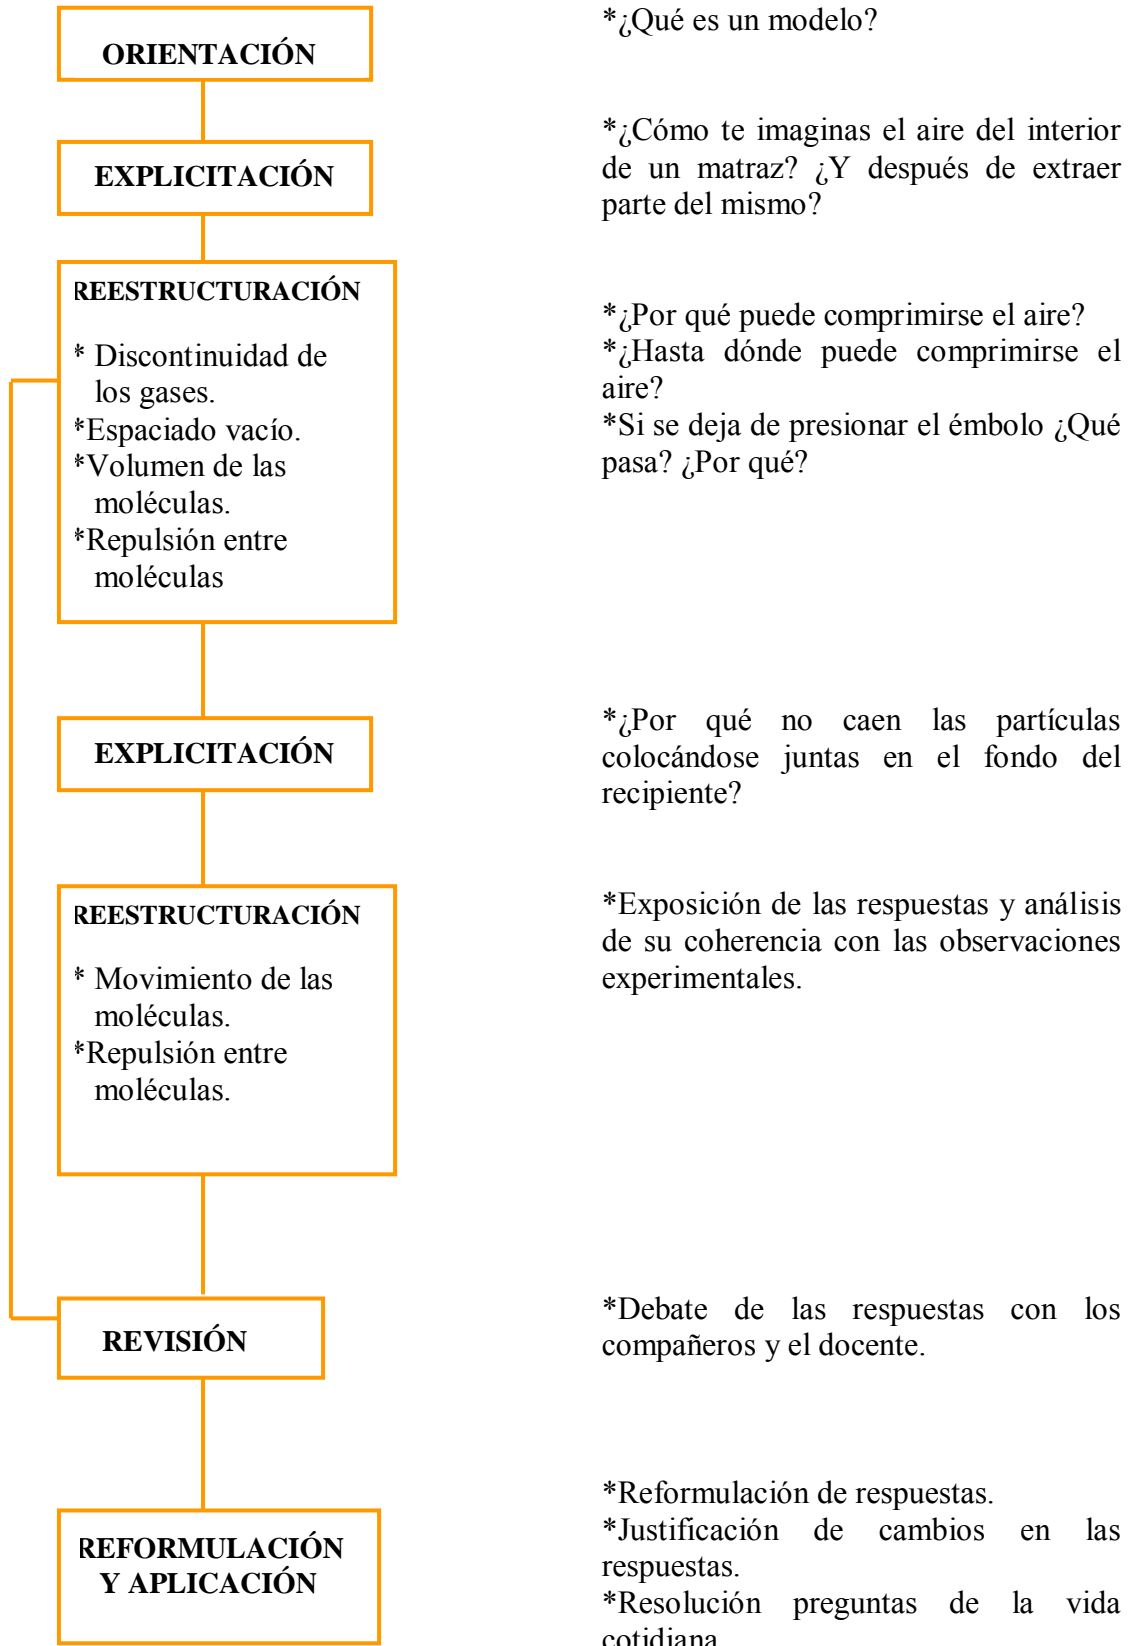 ORIENTACIÓN
*¿Qué es un modelo?
EXPLICITACIÓN
*¿Cómo te imaginas el aire del interior
de un matraz? ¿Y después de extraer
parte del mismo?
REESTRUCTURACIÓN
* Discontinuidad de
los gases.
*Espaciado vacío.
*Volumen de las
moléculas.
*Repulsión entre
moléculas
*¿Por qué puede comprimirse el aire?
*¿Hasta dónde puede comprimirse el
aire?
*Si se deja de presionar el émbolo ¿Qué
pasa? ¿Por qué?
EXPLICITACIÓN
*¿Por qué no caen las partículas
colocándose juntas en el fondo del
recipiente?
REESTRUCTURACIÓN
* Movimiento de las
moléculas.
*Repulsión entre
moléculas.
*Exposición de las respuestas y análisis
de su coherencia con las observaciones
experimentales.
REVISIÓN
*Debate de las respuestas con los
compañeros y el docente.
REFORMULACIÓN
Y APLICACIÓN
*Reformulación de respuestas.
*Justificación de cambios en las
respuestas.
*Resolución preguntas de la vida
cotidiana